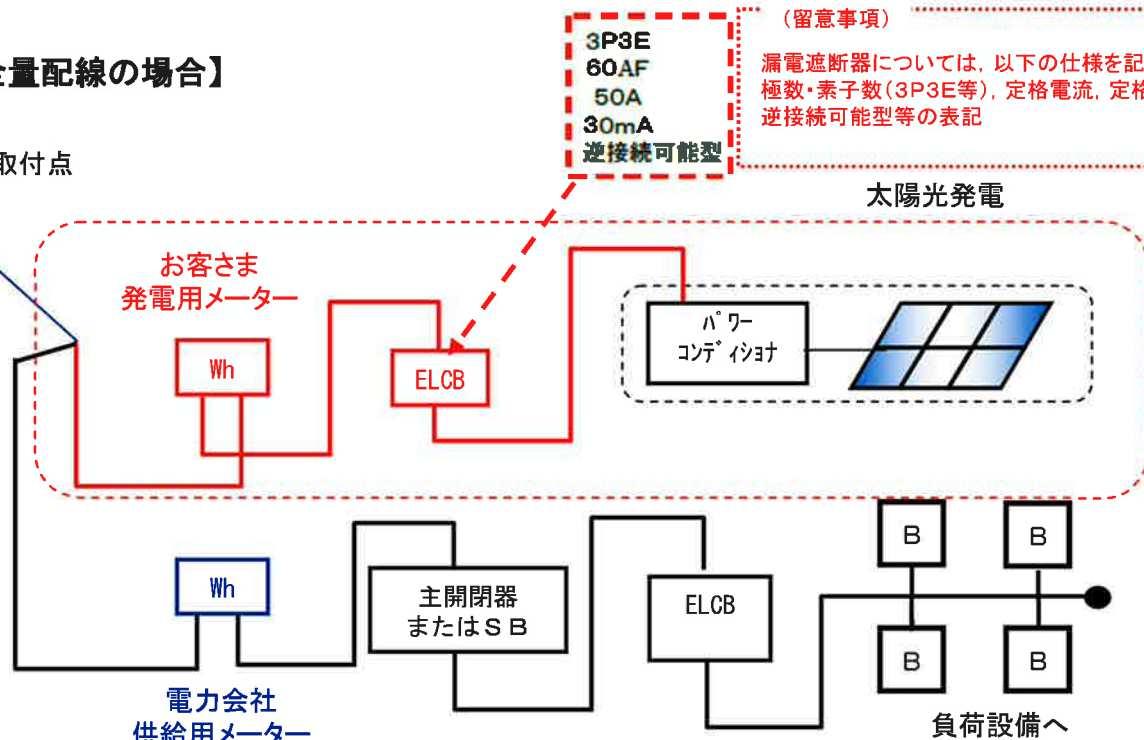 全量配線の場合】
取付点
3P3E
60AF
50A
30mA
逆接続可能型
(留意事項)
漏電遮断器については, 以下の仕様を記
極数・素子数(3P3E等), 定格電流, 定格
逆接続可能型等の表記
太陽光発電
お客さま
発電用メーター
Wh
ELCB
パワー
コンディショナ
Wh
電力会社
供給用メーター
主開閉器
またはSB
ELCB
B
B
B
B
負荷設備へ